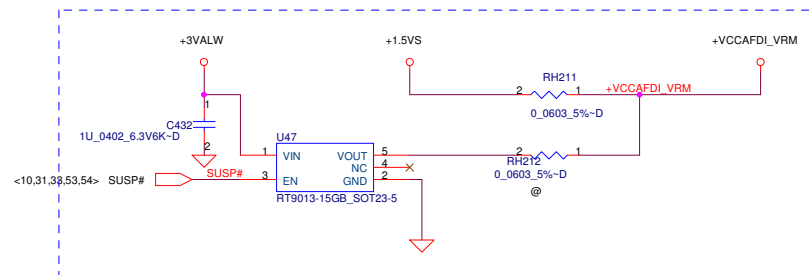 +3VALW
+1.5VS
+VCCAFDI_VRM
RH211
2
1
+VCCAFDI_VRM
0_0603_5%~D
1
C432
1U_0402_6.3V6K~D
2
U47
1
VIN
VOUT
5
2
1
RH212
NC
4
0_0603_5%~D
<10,31,33,53,54>
SUSP#
SUSP#
3
EN
GND
2
@
RT9013-15GB_SOT23-5